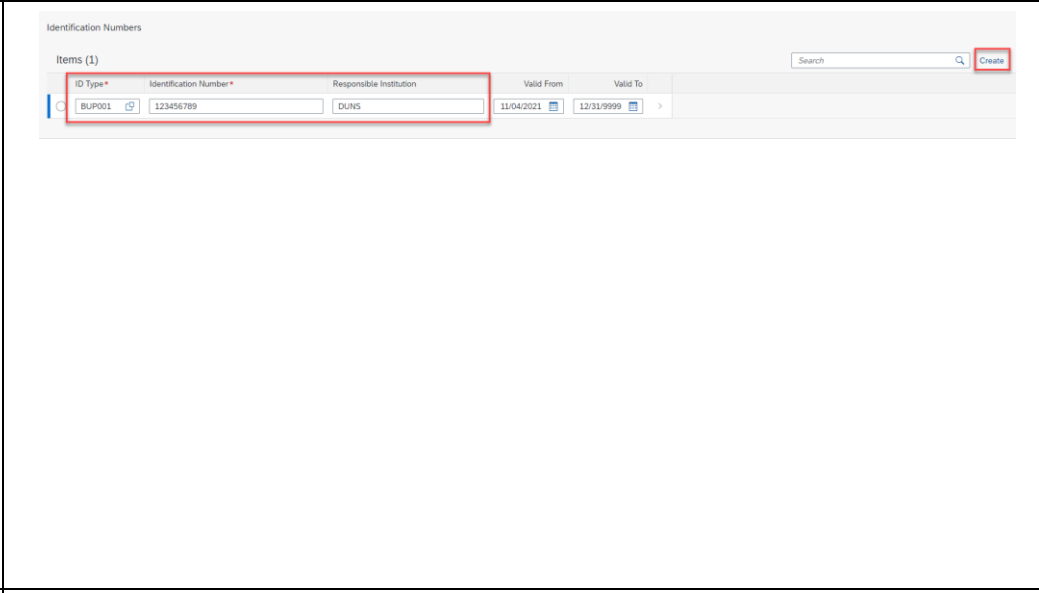 Identification Numbers
Items (1)
Search
Create
ID Type* Identification Number* Responsible Institution Valid From Valid To
BUP001 123456789 DUNS 11/04/2021 12/31/9999